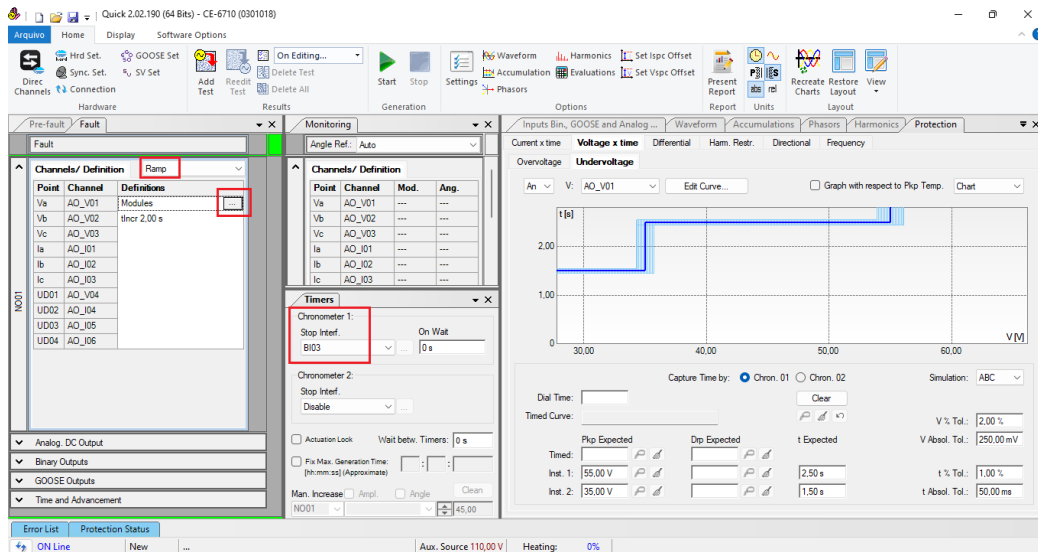 Quick 2.02.190 (64 Bits) - CE-6710 (0301018)
Arquivo Home Display Software Options
Direc Channels
Hrd Set.
Sync. Set.
Connection
GOOSE Set
SV Set
Hardware
Add Test
Reedit Test
On Editing...
Delete Test
Delete All
Results
Start Stop
Generation
Settings
Waveform
Accumulation
Phasors
Harmonics
Evaluations
Set Ispc Offset
Set Vspc Offset
Options
Present Report
Report
abs rel
Units
Recreate Charts
Restore Layout
View
Layout
Pre-fault Fault
Fault
Channels/ Definition Ramp
Point Channel Definitions
Va AO_V01 Modules ...
Vb AO_V02 tIncr 2,00 s
Vc AO_V03
Ia AO_I01
Ib AO_I02
Ic AO_I03
UD01 AO_V04
UD02 AO_I04
UD03 AO_I05
UD04 AO_I06
NO01
Analog. DC Output
Binary Outputs
GOOSE Outputs
Time and Advancement
Monitoring
Angle Ref.: Auto
Channels/ Definition
Point Channel Mod. Ang.
Va AO_V01 --- ---
Vb AO_V02 --- ---
Vc AO_V03 --- ---
Ia AO_I01 --- ---
Ib AO_I02 --- ---
Ic AO_I03 --- ---
Timers
Chronometer 1:
Stop Interf. On Wait
BI03 ... 0 s
Chronometer 2:
Stop Interf.
Disable ...
Actuation Lock Wait betw. Timers: 0 s
Fix Max. Generation Time: : :
[hh:mm:ss] (Approximate)
Man. Increase Ampl. Angle Clean
NO01 45,00
Inputs Bin., GOOSE and Analog ... Waveform Accumulations Phasors Harmonics Protection
Current x time Voltage x time Differential Harm. Restr. Directional Frequency
Overvoltage Undervoltage
An V: AO_V01 Edit Curve... Graph with respect to Pkp Temp. Chart
t [s]
2,00
1,00
0
30,00 40,00 50,00 60,00
V [V]
Capture Time by: Chron. 01 Chron. 02 Simulation: ABC
Dial Time: Clear
Timed Curve: V % Tol.: 2,00 %
Pkp Expected Drp Expected t Expected V Absol. Tol.: 250,00 mV
Timed:
Inst. 1: 55,00 V 2,50 s t % Tol.: 1,00 %
Inst. 2: 35,00 V 1,50 s t Absol. Tol.: 50,00 ms
Error List Protection Status
ON Line New ... Aux. Source 110,00 V Heating: 0%